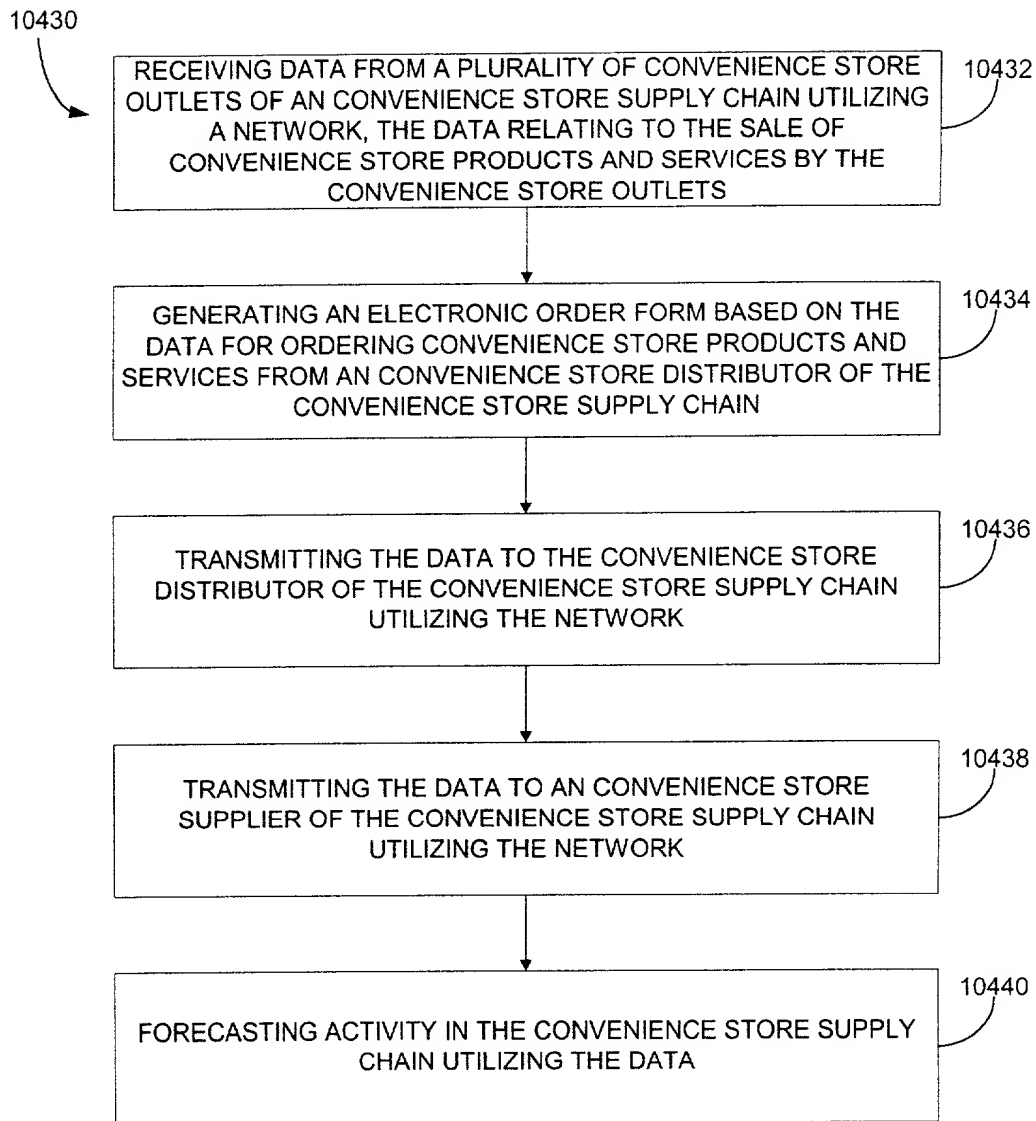 10430
RECEIVING DATA FROM A PLURALITY OF CONVENIENCE STORE
OUTLETS OF AN CONVENIENCE STORE SUPPLY CHAIN UTILIZING
A NETWORK, THE DATA RELATING TO THE SALE OF
CONVENIENCE STORE PRODUCTS AND SERVICES BY THE
CONVENIENCE STORE OUTLETS
10432
GENERATING AN ELECTRONIC ORDER FORM BASED ON THE
DATA FOR ORDERING CONVENIENCE STORE PRODUCTS AND
SERVICES FROM AN CONVENIENCE STORE DISTRIBUTOR OF THE
CONVENIENCE STORE SUPPLY CHAIN
10434
TRANSMITTING THE DATA TO THE CONVENIENCE STORE
DISTRIBUTOR OF THE CONVENIENCE STORE SUPPLY CHAIN
UTILIZING THE NETWORK
10436
TRANSMITTING THE DATA TO AN CONVENIENCE STORE
SUPPLIER OF THE CONVENIENCE STORE SUPPLY CHAIN
UTILIZING THE NETWORK
10438
FORECASTING ACTIVITY IN THE CONVENIENCE STORE SUPPLY
CHAIN UTILIZING THE DATA
10440